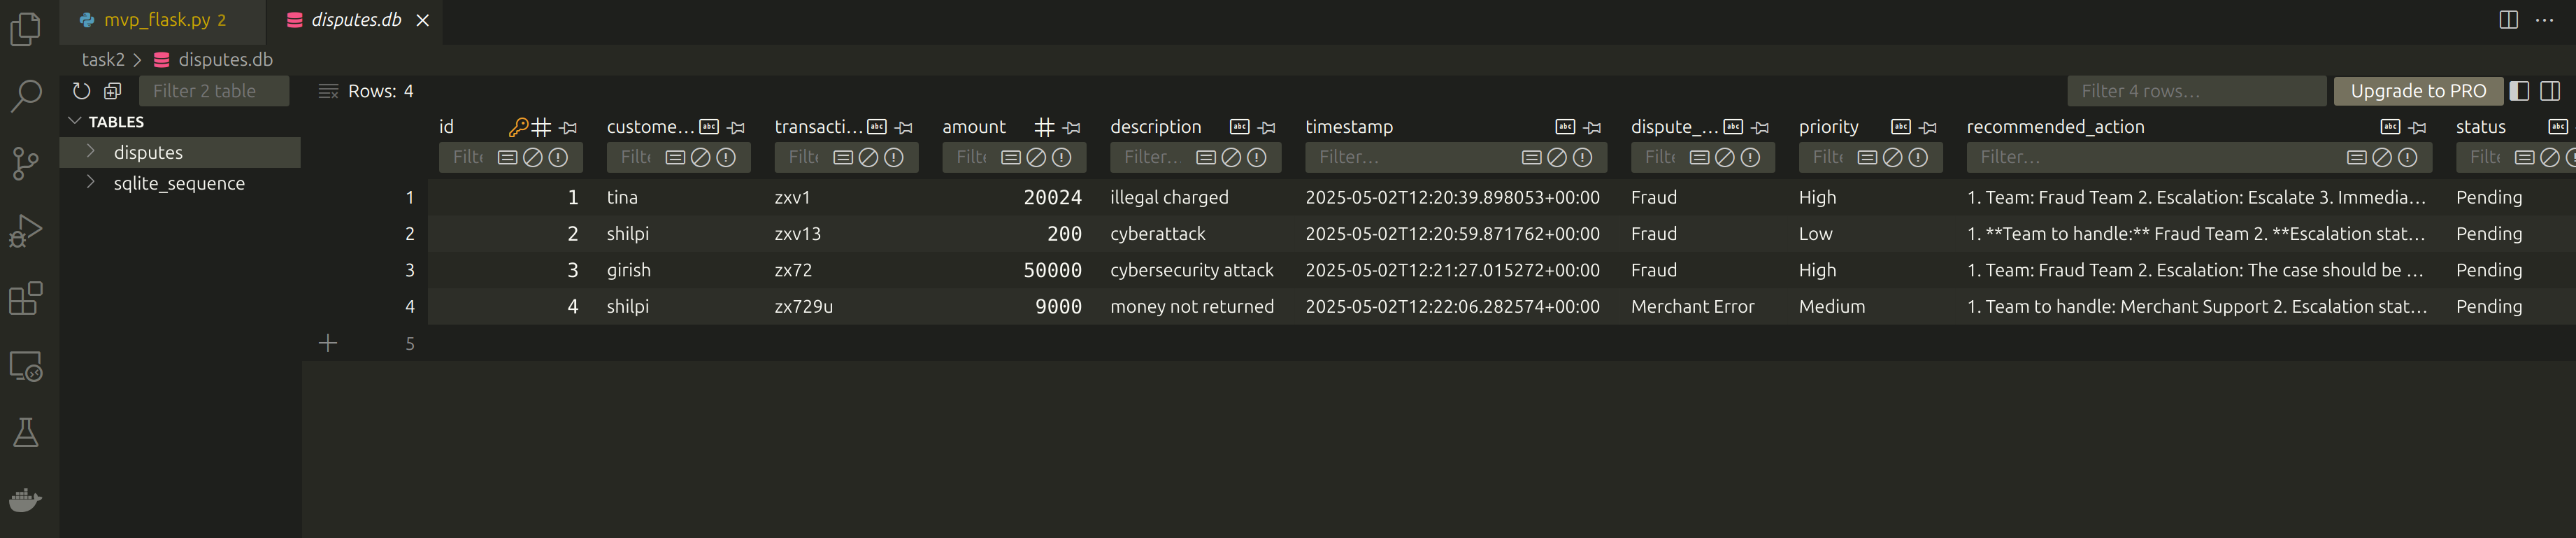 mvp_flask.py 2 disputes.db
task2 > disputes.db
Filter 2 table Rows: 4 Filter 4 rows... Upgrade to PRO
TABLES
disputes
sqlite_sequence
id custome... transacti... amount description timestamp dispute_... priority recommended_action status
Filte Filte Filte Filte Filter... Filter... Filte Filte Filter... Filte
1 1 tina zxv1 20024 illegal charged 2025-05-02T12:20:39.898053+00:00 Fraud High 1. Team: Fraud Team 2. Escalation: Escalate 3. Immedia... Pending
2 2 shilpi zxv13 200 cyberattack 2025-05-02T12:20:59.871762+00:00 Fraud Low 1. **Team to handle:** Fraud Team 2. **Escalation stat... Pending
3 3 girish zx72 50000 cybersecurity attack 2025-05-02T12:21:27.015272+00:00 Fraud High 1. Team: Fraud Team 2. Escalation: The case should be ... Pending
4 4 shilpi zx729u 9000 money not returned 2025-05-02T12:22:06.282574+00:00 Merchant Error Medium 1. Team to handle: Merchant Support 2. Escalation stat... Pending
5